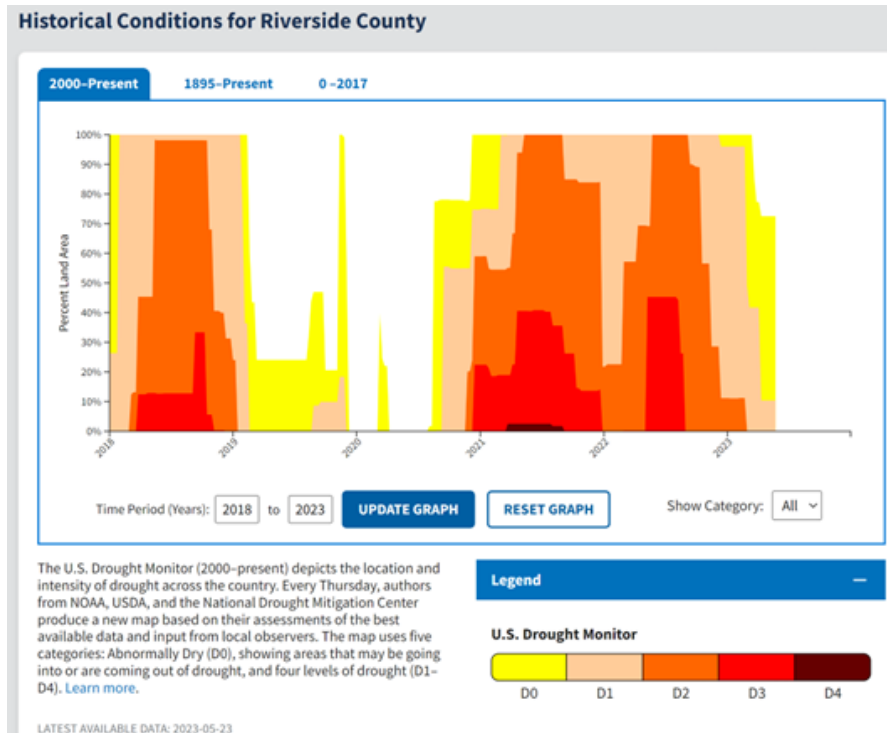 Historical Conditions for Riverside County
2000–Present 1895–Present 0 –2017
100%
90%
80%
70%
60%
50%
40%
30%
20%
10%
0%
Percent Land Area
2018 2019 2020 2021 2022 2023
Time Period (Years): 2018 to 2023 UPDATE GRAPH RESET GRAPH Show Category: All
The U.S. Drought Monitor (2000–present) depicts the location and
intensity of drought across the country. Every Thursday, authors
from NOAA, USDA, and the National Drought Mitigation Center
produce a new map based on their assessments of the best
available data and input from local observers. The map uses five
categories: Abnormally Dry (D0), showing areas that may be going
into or are coming out of drought, and four levels of drought (D1–
D4). Learn more.
LATEST AVAILABLE DATA: 2023-05-23
Legend
U.S. Drought Monitor
D0 D1 D2 D3 D4